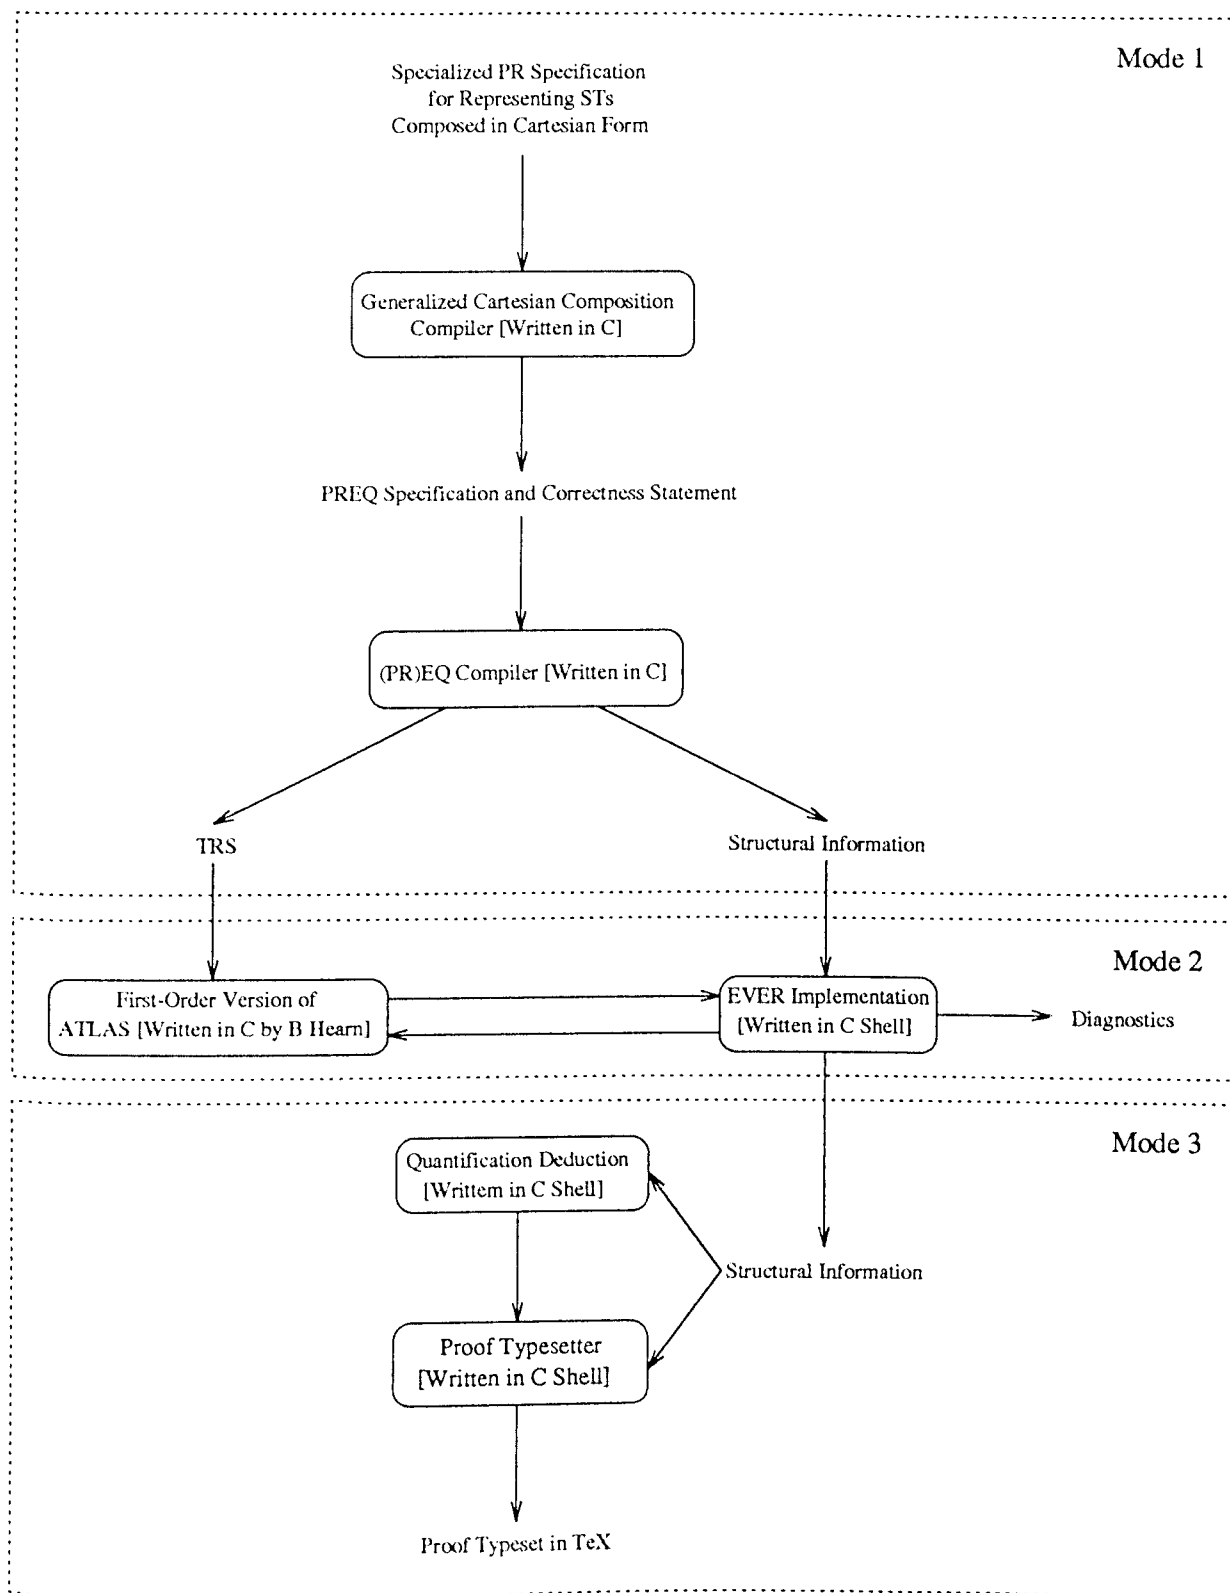 Mode 1
Specialized PR Specification
for Representing STs
Composed in Cartesian Form
Generalized Cartesian Composition
Compiler [Written in C]
PREQ Specification and Correctness Statement
(PR)EQ Compiler [Written in C]
TRS
Structural Information
Mode 2
First-Order Version of
ATLAS [Written in C by B Hearn]
EVER Implementation
[Written in C Shell]
Diagnostics
Mode 3
Quantification Deduction
[Writtem in C Shell]
Structural Information
Proof Typesetter
[Written in C Shell]
Proof Typeset in TeX